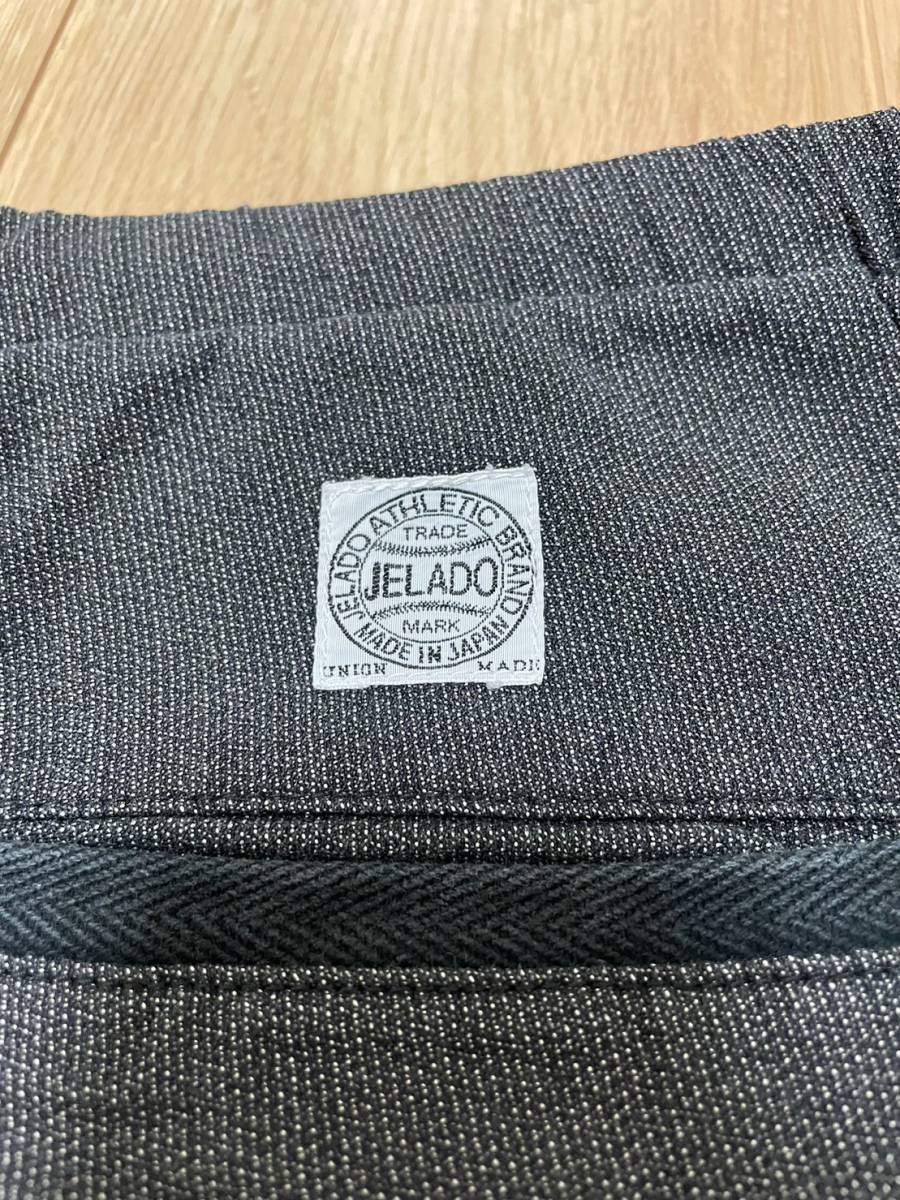 JELADO ATHLETIC BRAND
TRADE
JELADO
MARK
MADE IN JAPAN
UNION MADE